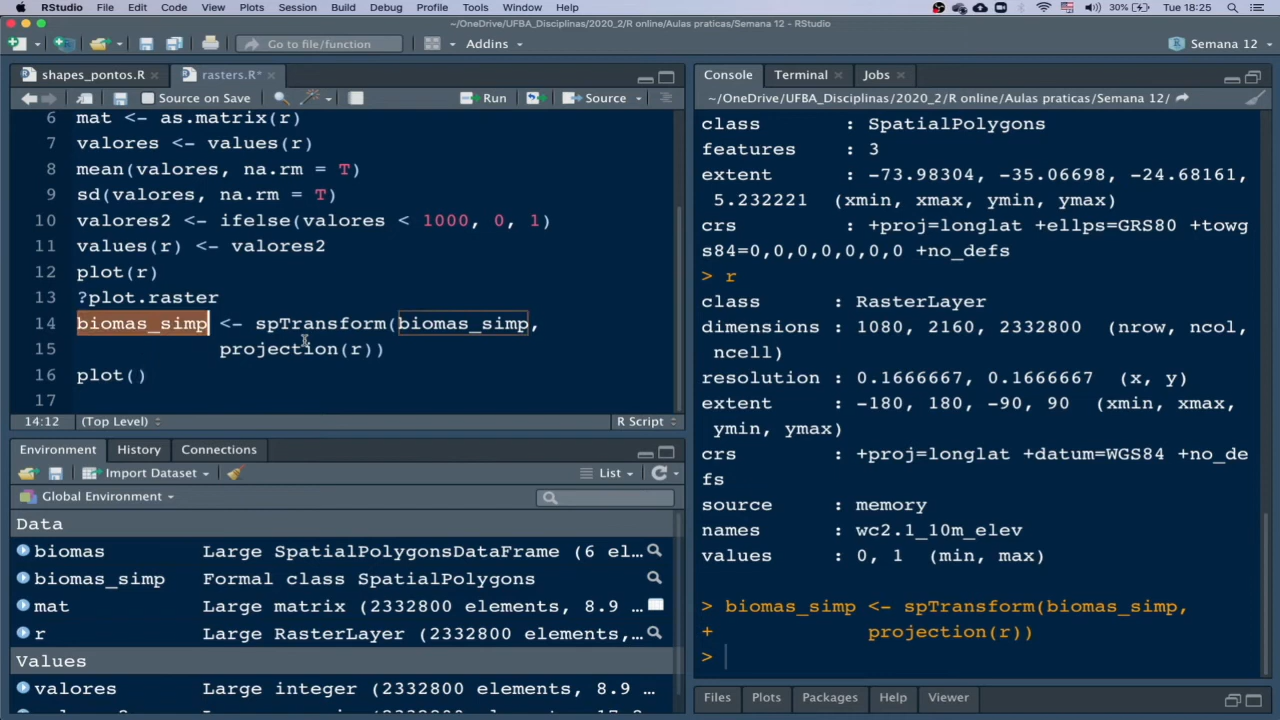 RStudio File Edit Code View Plots Session Build Debug Profile Tools Window Help 30% Tue 18:25
~/OneDrive/UFBA_Disciplinas/2020_2/R online/Aulas praticas/Semana 12 - RStudio
Go to file/function Addins Semana 12
shapes_pontos.R rasters.R*
Source on Save Run Source
6 mat <- as.matrix(r)
7 valores <- values(r)
8 mean(valores, na.rm = T)
9 sd(valores, na.rm = T)
10 valores2 <- ifelse(valores < 1000, 0, 1)
11 values(r) <- valores2
12 plot(r)
13 ?plot.raster
14 biomas_simp <- spTransform(biomas_simp,
15 projection(r))
16 plot()
17
14:12 (Top Level) R Script
Environment History Connections
Import Dataset List
Global Environment
Data
biomas Large SpatialPolygonsDataFrame (6 el…
biomas_simp Formal class SpatialPolygons
mat Large matrix (2332800 elements, 8.9 …
r Large RasterLayer (2332800 elements,…
Values
valores Large integer (2332800 elements, 8.9 …
Console Terminal Jobs
~/OneDrive/UFBA_Disciplinas/2020_2/R online/Aulas praticas/Semana 12/
class : SpatialPolygons
features : 3
extent : -73.98304, -35.06698, -24.68161,
5.232221 (xmin, xmax, ymin, ymax)
crs : +proj=longlat +ellps=GRS80 +towg
s84=0,0,0,0,0,0,0 +no_defs
> r
class : RasterLayer
dimensions : 1080, 2160, 2332800 (nrow, ncol,
ncell)
resolution : 0.1666667, 0.1666667 (x, y)
extent : -180, 180, -90, 90 (xmin, xmax,
ymin, ymax)
crs : +proj=longlat +datum=WGS84 +no_de
fs
source : memory
names : wc2.1_10m_elev
values : 0, 1 (min, max)
> biomas_simp <- spTransform(biomas_simp,
+ projection(r))
>
Files Plots Packages Help Viewer